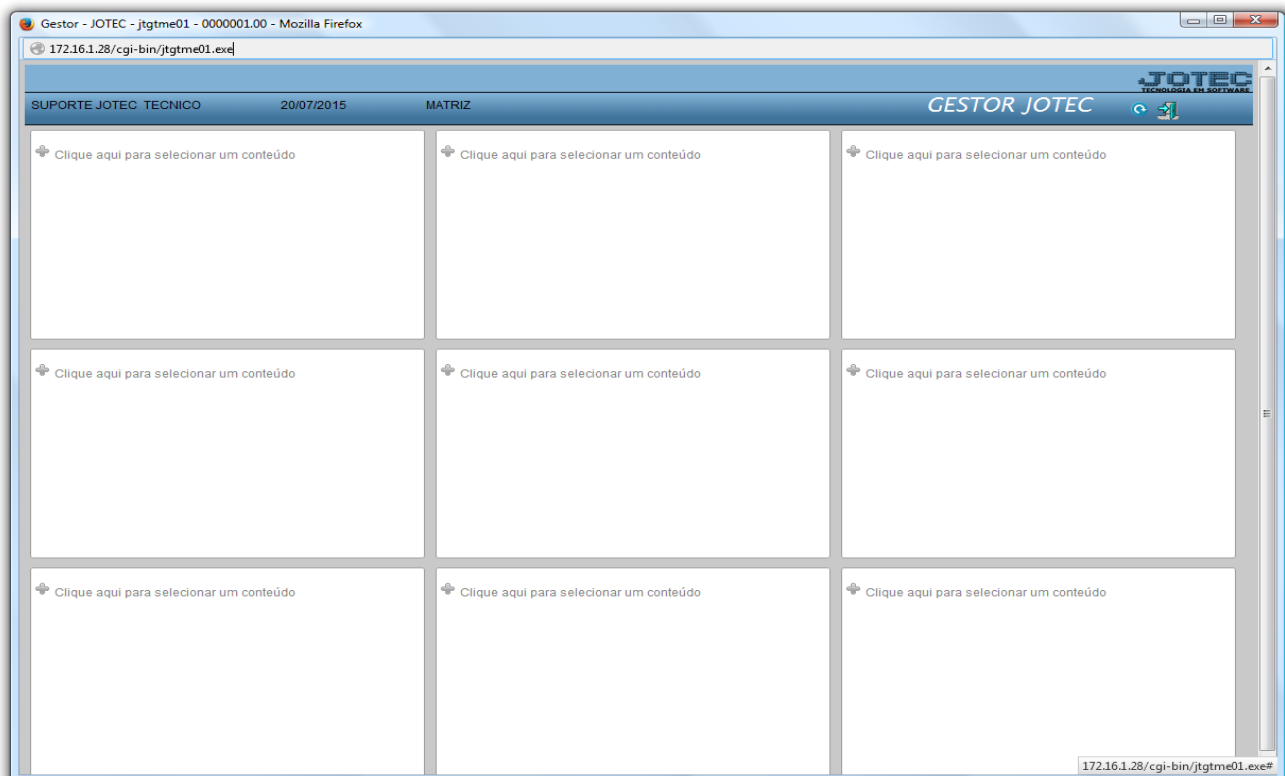 Gestor - JOTEC - jtgtme01 - 0000001.00 - Mozilla Firefox
172.16.1.28/cgi-bin/jtgtme01.exe
JOTEC
TECNOLOGIA EM SOFTWARE
SUPORTE JOTEC TECNICO 20/07/2015 MATRIZ GESTOR JOTEC
Clique aqui para selecionar um conteúdo Clique aqui para selecionar um conteúdo Clique aqui para selecionar um conteúdo
Clique aqui para selecionar um conteúdo Clique aqui para selecionar um conteúdo Clique aqui para selecionar um conteúdo
Clique aqui para selecionar um conteúdo Clique aqui para selecionar um conteúdo Clique aqui para selecionar um conteúdo
172.16.1.28/cgi-bin/jtgtme01.exe#